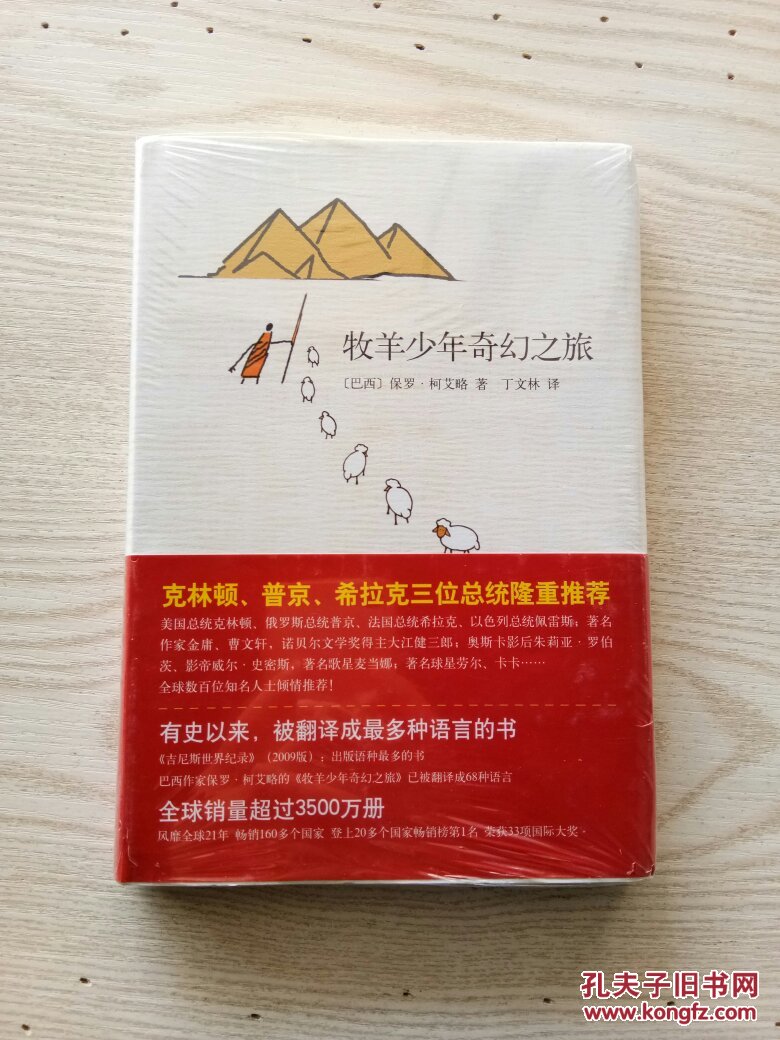 牧羊少年奇幻之旅
〔巴西〕保罗·柯艾略 著 丁文林 译
克林顿、普京、希拉克三位总统隆重推荐
美国总统克林顿、俄罗斯总统普京、法国总统希拉克、以色列总统佩雷斯；著名
作家金庸、曹文轩，诺贝尔文学奖得主大江健三郎；奥斯卡影后朱莉亚·罗伯
茨、影帝威尔·史密斯，著名歌星麦当娜；著名球星劳尔、卡卡……
全球数百位知名人士倾情推荐！
有史以来，被翻译成最多种语言的书
《吉尼斯世界纪录》（2009版）：出版语种最多的书
巴西作家保罗·柯艾略的《牧羊少年奇幻之旅》已被翻译成68种语言
全球销量超过3500万册
风靡全球21年 畅销160多个国家 登上20多个国家畅销榜第1名 荣获33项国际大奖。
孔夫子旧书网
www.kongfz.com